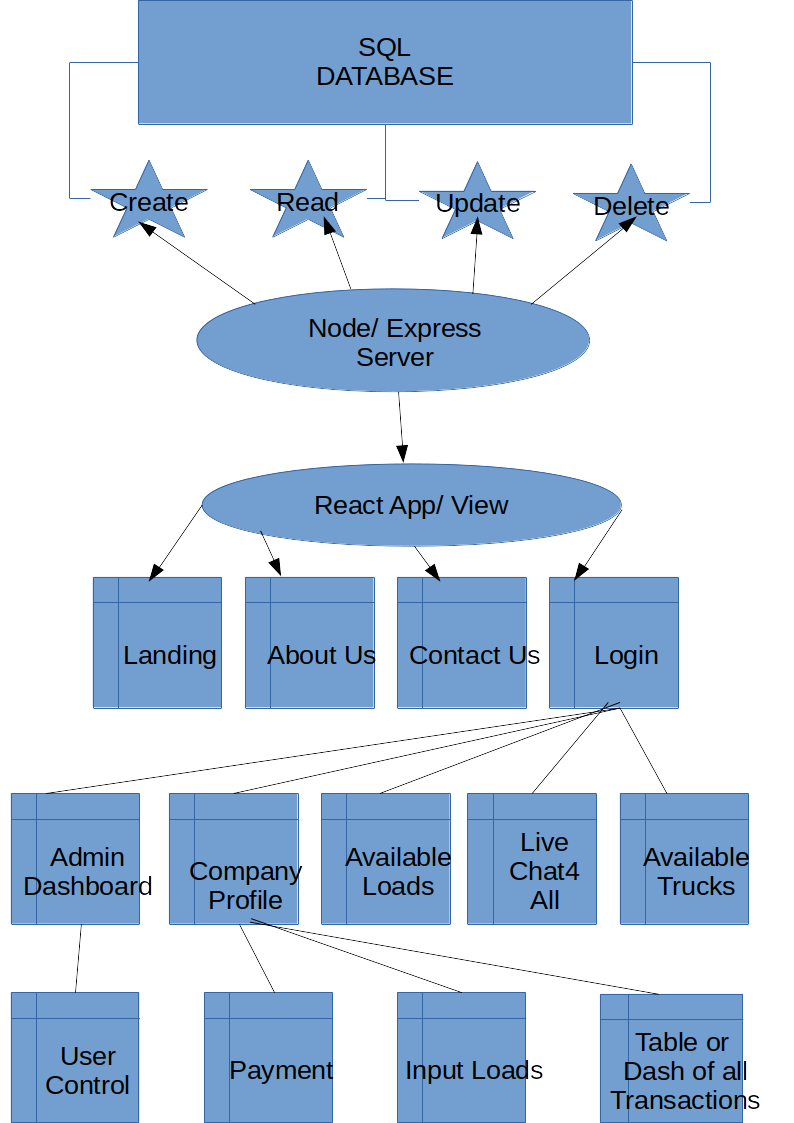 SQL
DATABASE
Create
Read
Update
Delete
Node/ Express
Server
React App/ View
Landing
About Us
Contact Us
Login
Admin
Dashboard
Company
Profile
Available
Loads
Live
Chat4
All
Available
Trucks
User
Control
Payment
Input Loads
Table or
Dash of all
Transactions